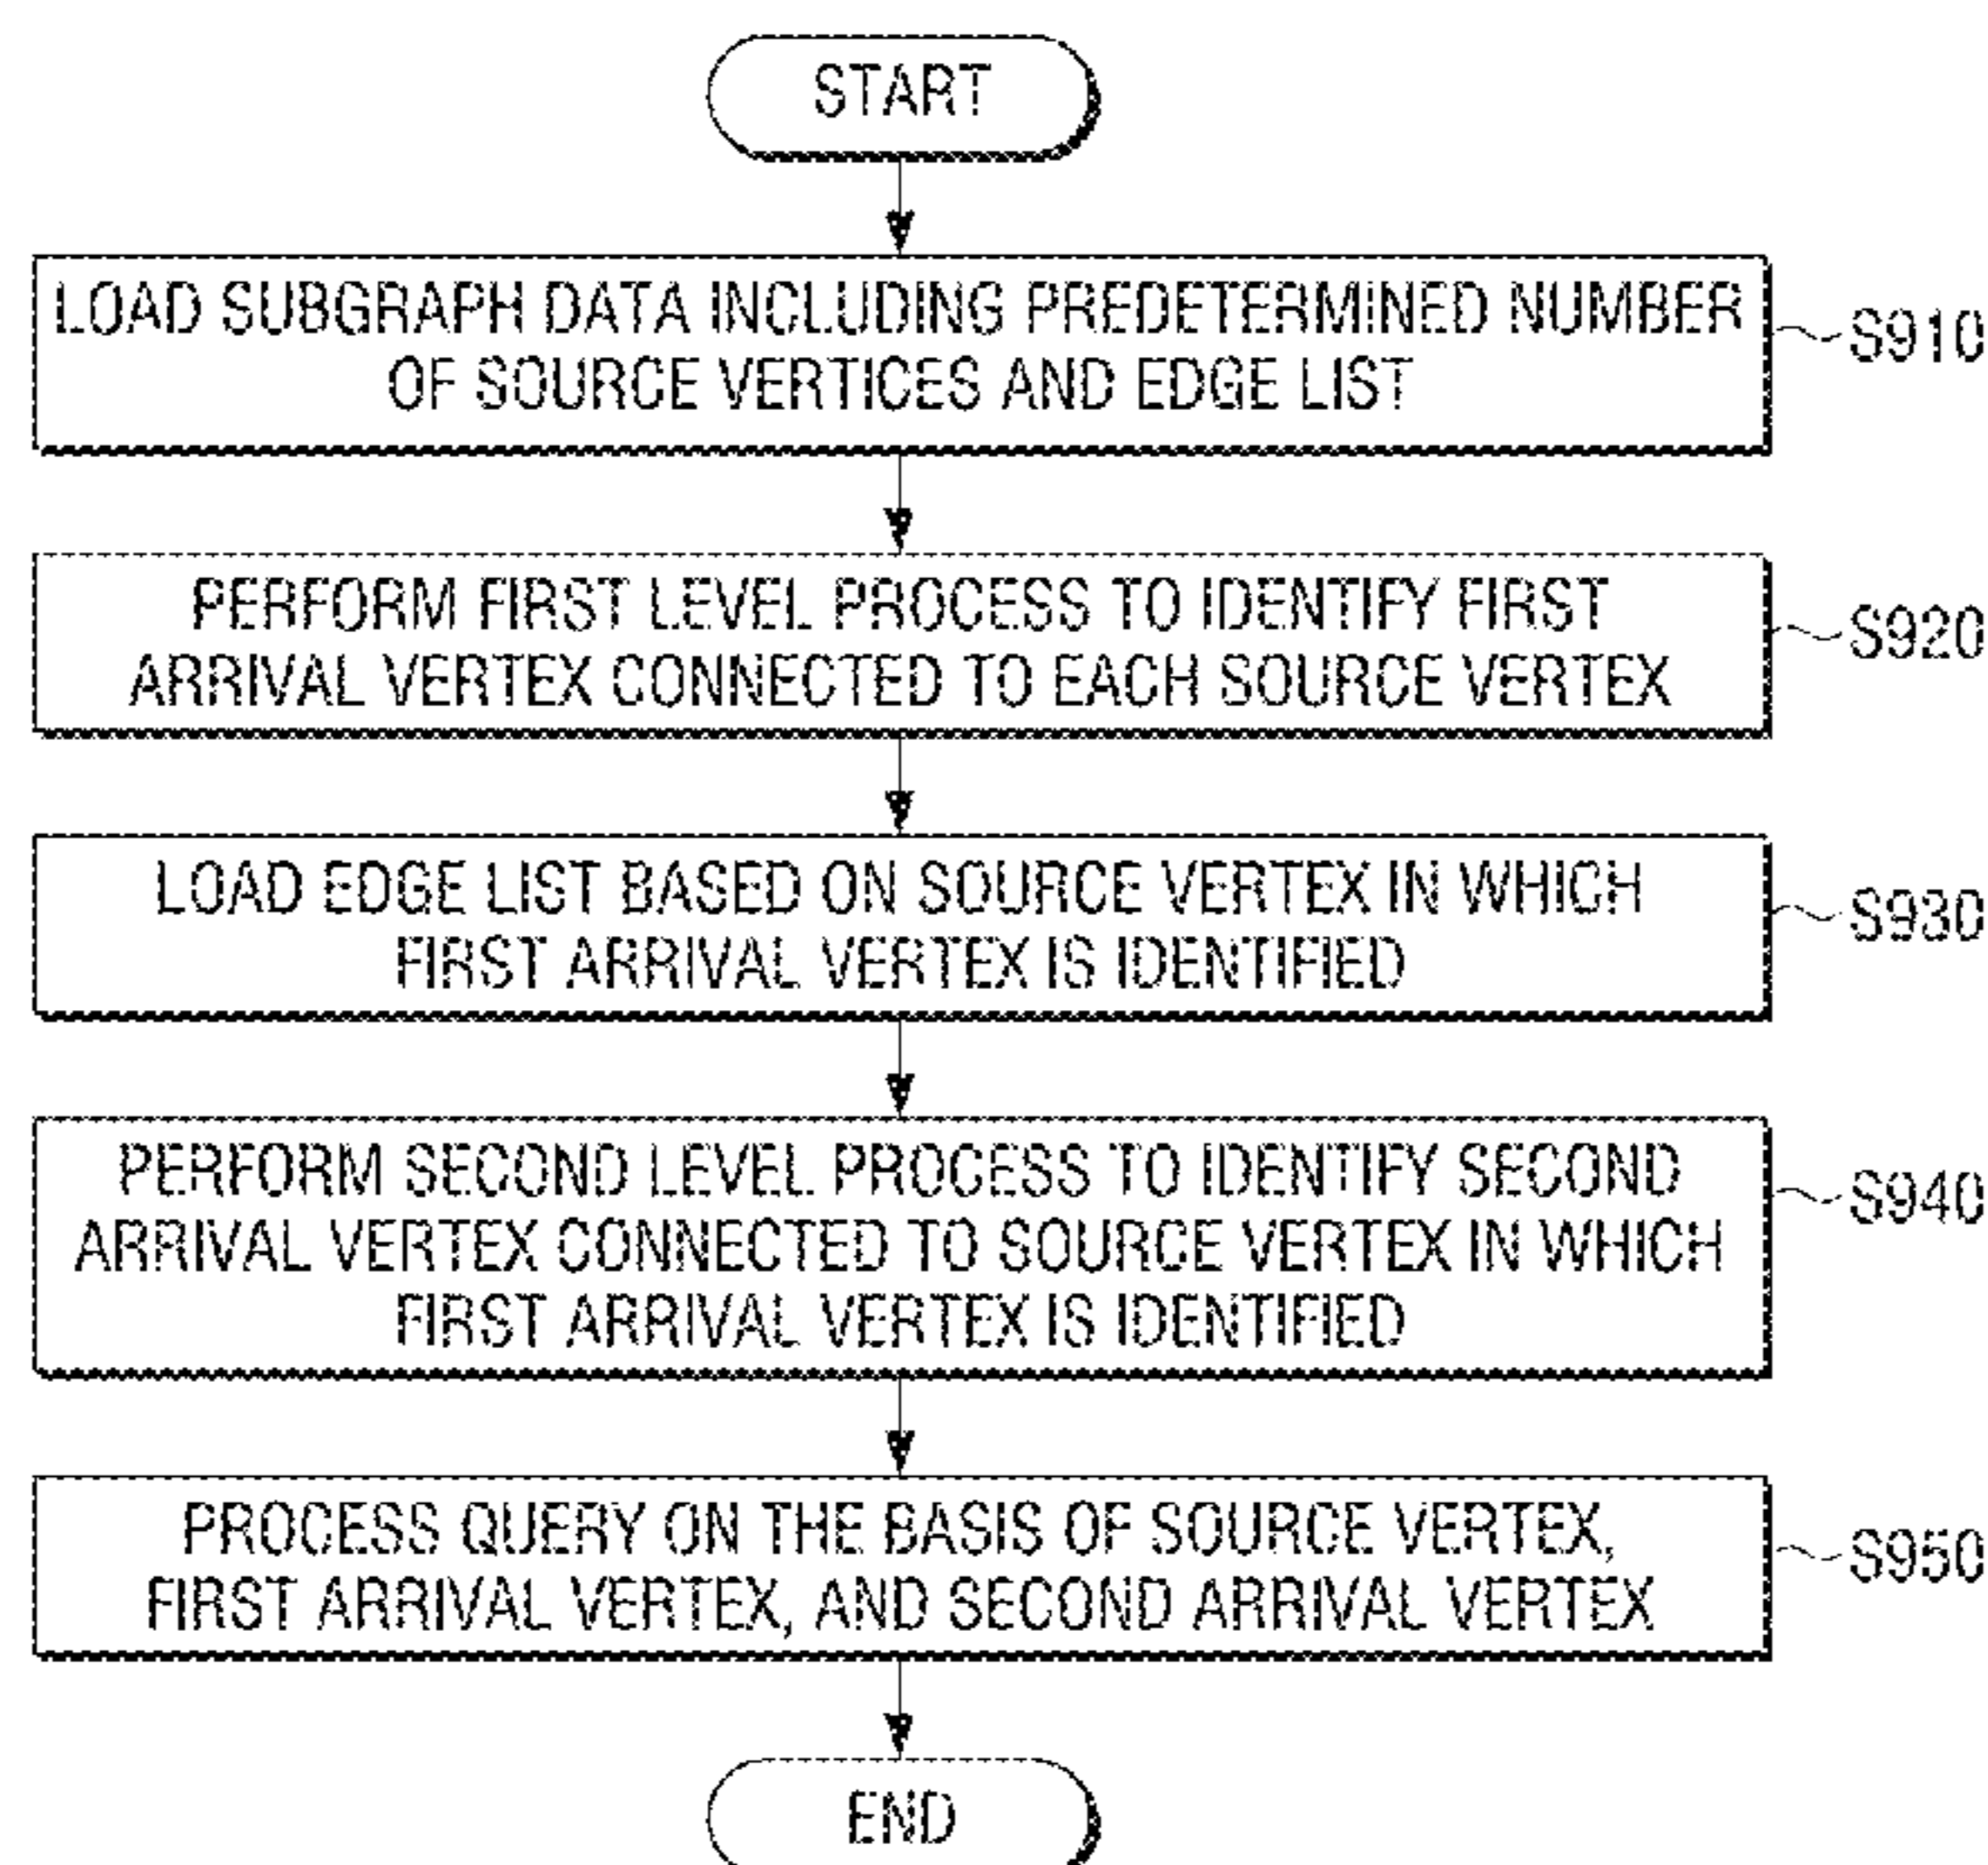 START
LOAD SUBGRAPH DATA INCLUDING PREDETERMINED NUMBER
OF SOURCE VERTICES AND EDGE LIST
S910
PERFORM FIRST LEVEL PROCESS TO IDENTIFY FIRST
ARRIVAL VERTEX CONNECTED TO EACH SOURCE VERTEX
S920
LOAD EDGE LIST BASED ON SOURCE VERTEX IN WHICH
FIRST ARRIVAL VERTEX IS IDENTIFIED
S930
PERFORM SECOND LEVEL PROCESS TO IDENTIFY SECOND
ARRIVAL VERTEX CONNECTED TO SOURCE VERTEX IN WHICH
FIRST ARRIVAL VERTEX IS IDENTIFIED
S940
PROCESS QUERY ON THE BASIS OF SOURCE VERTEX,
FIRST ARRIVAL VERTEX, AND SECOND ARRIVAL VERTEX
S950
END